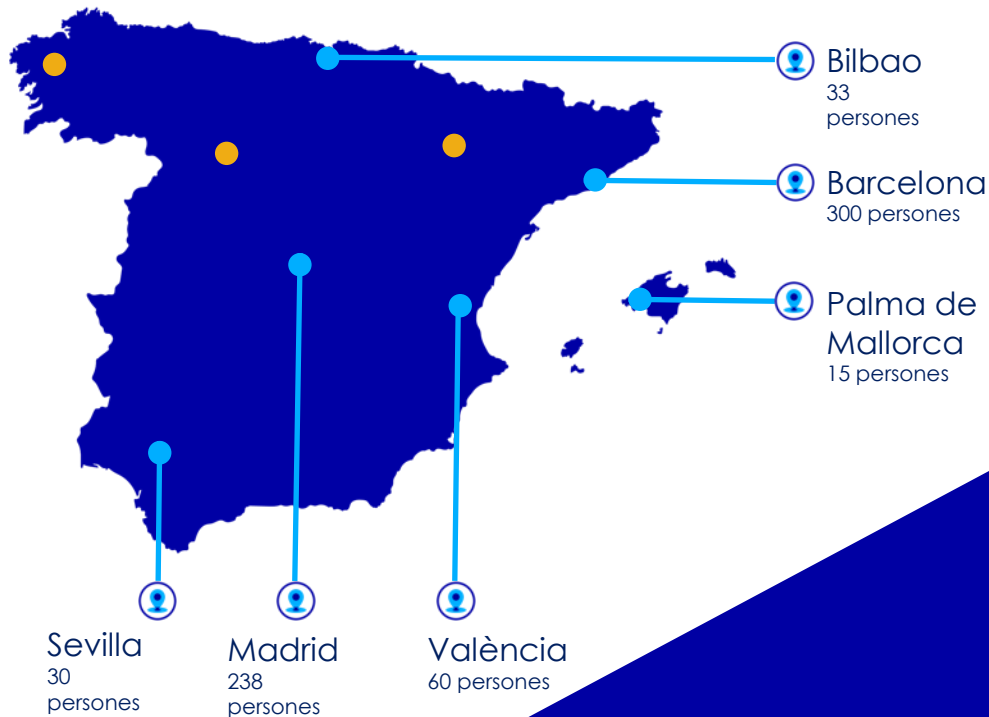 Bilbao
33
persones
Barcelona
300 persones
Palma de
Mallorca
15 persones
Sevilla
30
persones
Madrid
238
persones
València
60 persones